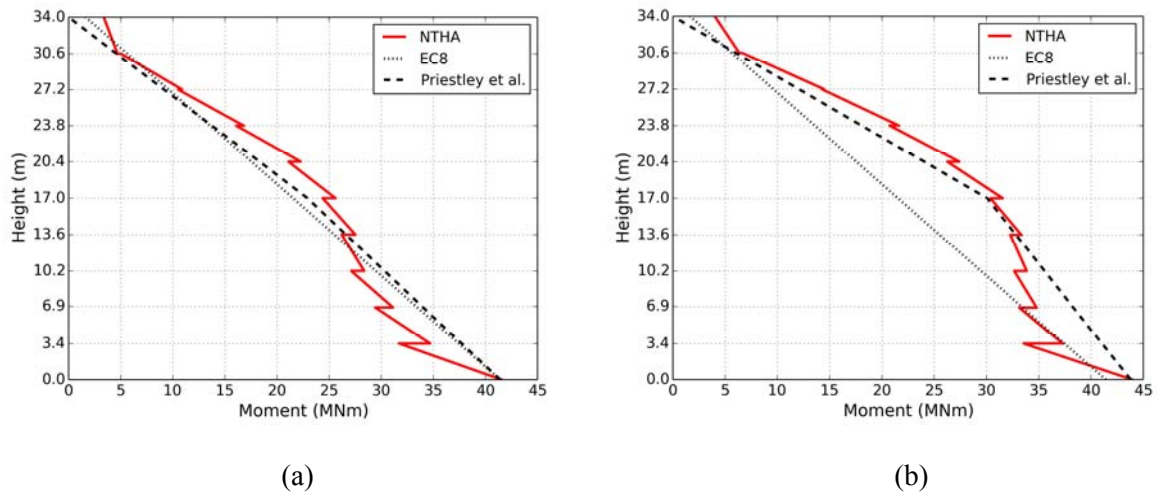 34.0
30.6
27.2
23.8
20.4
17.0
13.6
10.2
6.9
3.4
0.0
Height (m)
0 5 10 15 20 25 30 35 40 45
Moment (MNm)
NTHA
EC8
Priestley et al.
(a)
34.0
30.6
27.2
23.8
20.4
17.0
13.6
10.2
6.9
3.4
0.0
Height (m)
0 5 10 15 20 25 30 35 40 45
Moment (MNm)
NTHA
EC8
Priestley et al.
(b)